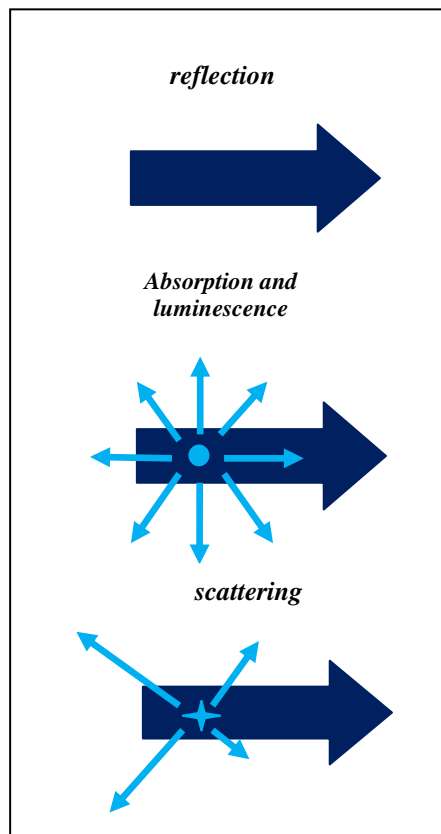 reflection
Absorption and
luminescence
scattering